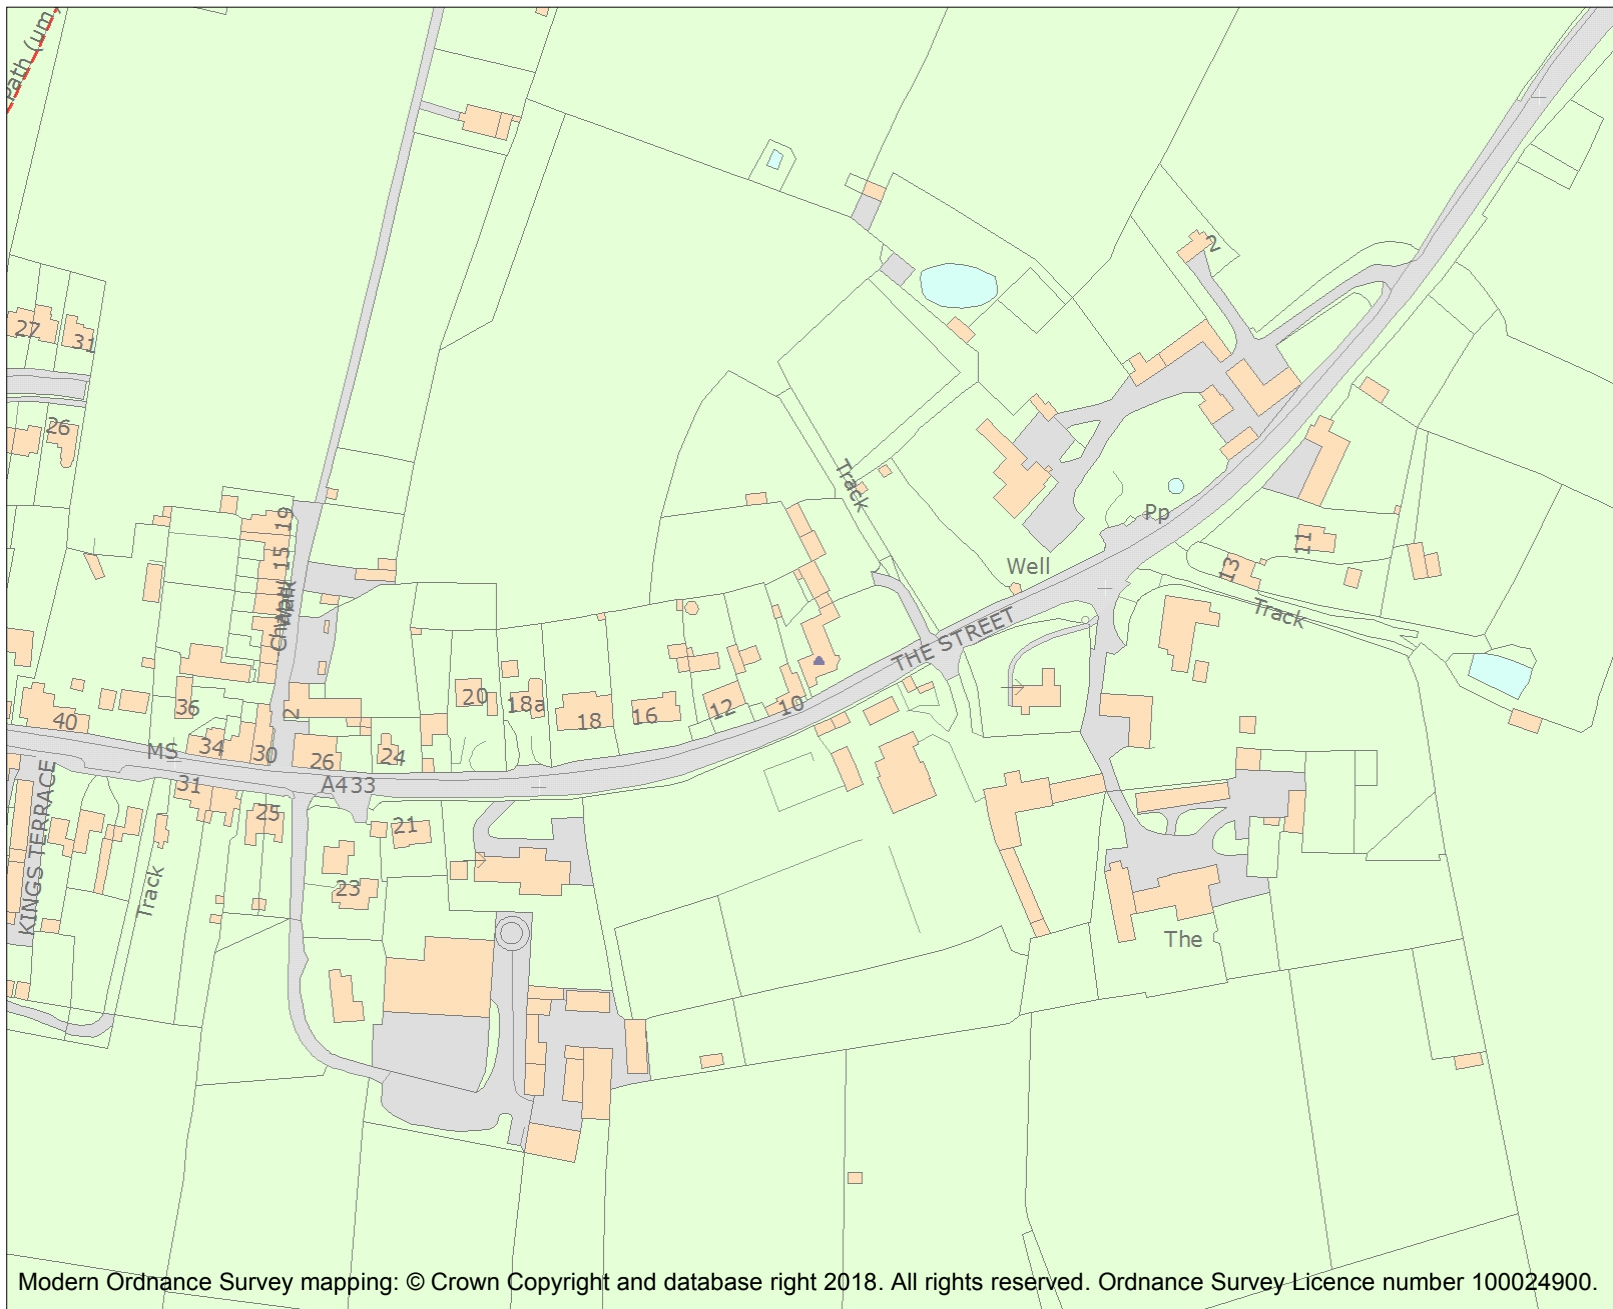 Path (um
2
27
31
26
19
15
Chapel Walk
Track
Pp
Well
11
13
Track
THE STREET
40
36
2
20
18a
18
16
12
10
MS
34
30
26
24
A433
31
25
21
23
KINGS TERRACE
Track
The
Modern Ordnance Survey mapping: © Crown Copyright and database right 2018. All rights reserved. Ordnance Survey Licence number 100024900.